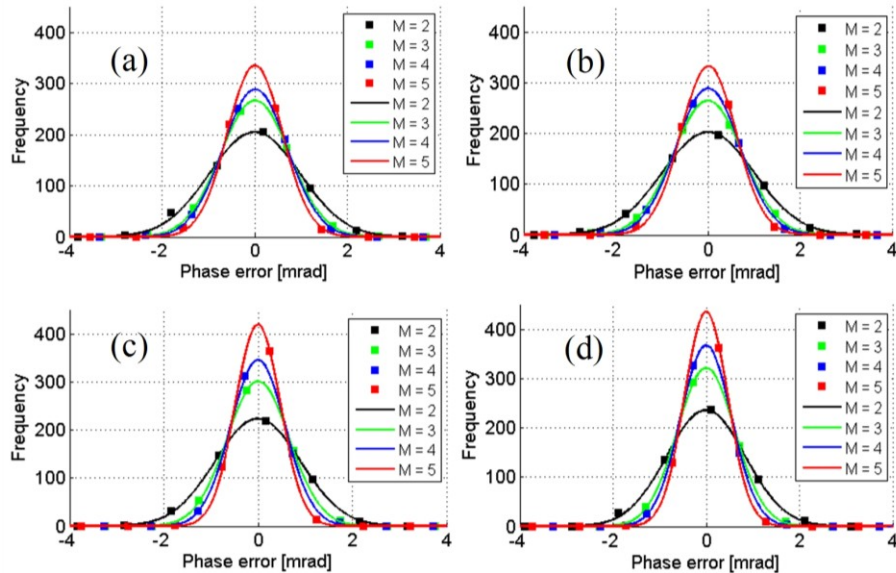 (a)
400
300
200
100
0
Frequency
-4
-2
0
2
4
Phase error [mrad]
M = 2
M = 3
M = 4
M = 5
M = 2
M = 3
M = 4
M = 5
(b)
400
300
200
100
0
Frequency
-4
-2
0
2
4
Phase error [mrad]
M = 2
M = 3
M = 4
M = 5
M = 2
M = 3
M = 4
M = 5
(c)
400
300
200
100
0
Frequency
-4
-2
0
2
4
Phase error [mrad]
M = 2
M = 3
M = 4
M = 5
M = 2
M = 3
M = 4
M = 5
(d)
400
300
200
100
0
Frequency
-4
-2
0
2
4
Phase error [mrad]
M = 2
M = 3
M = 4
M = 5
M = 2
M = 3
M = 4
M = 5